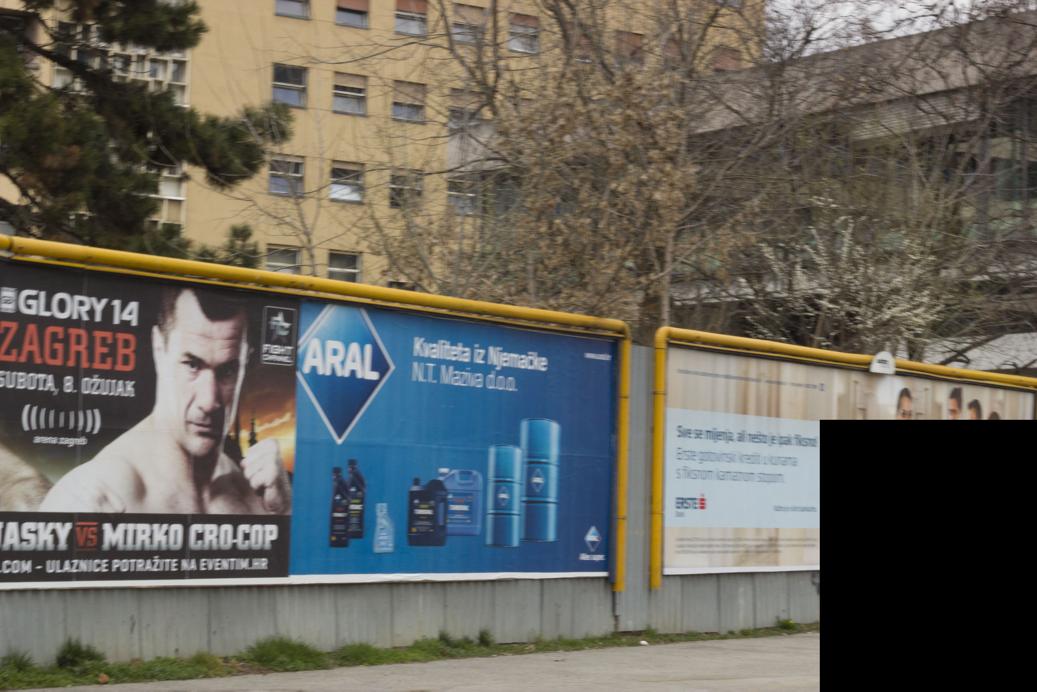 GLORY 14
ZAGREB
SUBOTA, 8. OŽUJAK
arena zagreb
FIGHT
CHANNEL
JASKY VS MIRKO CRO-COP
.COM - ULAZNICE POTRAŽITE NA EVENTIM.HR
ARAL
Kvaliteta iz Njemačke
N.T. Maziva d.o.o.
Sve se mijenja, ali nešto je ipak fiksno!
Erste gotovinski krediti u kunama
s fiksnom kamatnom stopom.
ERSTE